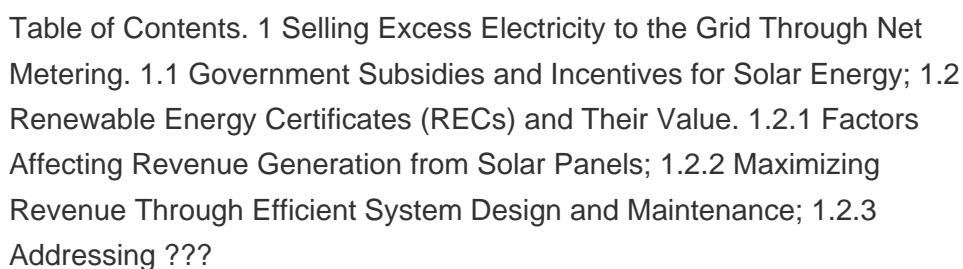 Table of Contents. 1 Selling Excess Electricity to the Grid Through Net
Metering. 1.1 Government Subsidies and Incentives for Solar Energy; 1.2
Renewable Energy Certificates (RECs) and Their Value. 1.2.1 Factors
Affecting Revenue Generation from Solar Panels; 1.2.2 Maximizing
Revenue Through Efficient System Design and Maintenance; 1.2.3
Addressing ???